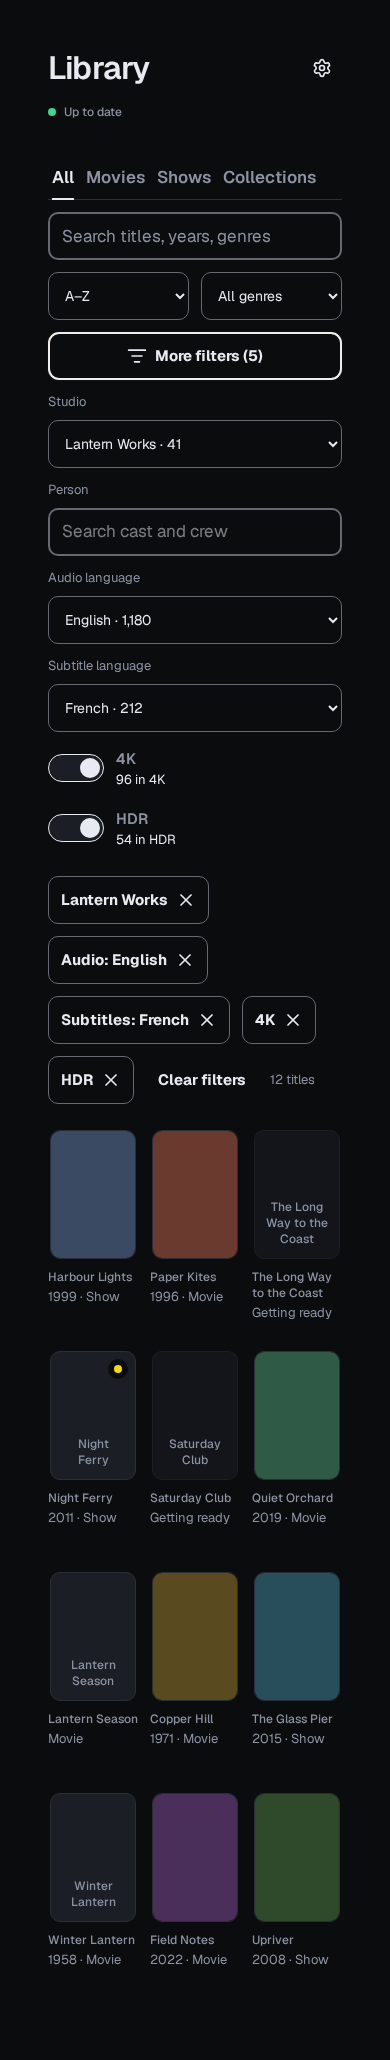 Library
Up to date
All Movies Shows Collections
Search titles, years, genres
A–Z All genres
More filters (5)
Studio
Lantern Works · 41
Person
Search cast and crew
Audio language
English · 1,180
Subtitle language
French · 212
4K
96 in 4K
HDR
54 in HDR
Lantern Works
Audio: English
Subtitles: French 4K
HDR Clear filters 12 titles
The Long
Way to the
Coast
Harbour Lights Paper Kites The Long Way
to the Coast
1999 · Show 1996 · Movie Getting ready
Night
Ferry
Saturday
Club
Night Ferry Saturday Club Quiet Orchard
2011 · Show Getting ready 2019 · Movie
Lantern
Season
Lantern Season Copper Hill The Glass Pier
Movie 1971 · Movie 2015 · Show
Winter
Lantern
Winter Lantern Field Notes Upriver
1958 · Movie 2022 · Movie 2008 · Show